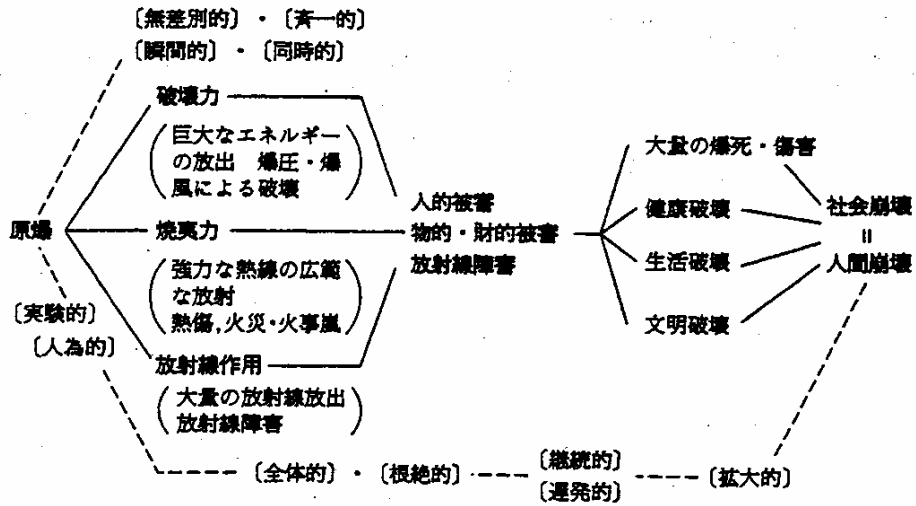 〔無差別的〕・〔斉一的〕
〔瞬間的〕・〔同時的〕
破壊力
(巨大なエネルギー
の放出 爆圧・爆
風による破壊)
原爆
焼夷力
(強力な熱線の広範
な放射
熱傷,火災・火事嵐)
〔実験的〕
〔人為的〕
放射線作用
(大量の放射線放出
放射線障害)
人的被害
物的・財的被害
放射線障害
大量の爆死・傷害
健康破壊
生活破壊
文明破壊
社会崩壊
=
人間崩壊
〔全体的〕・〔根絶的〕
〔継続的〕
〔遅発的〕
〔拡大的〕